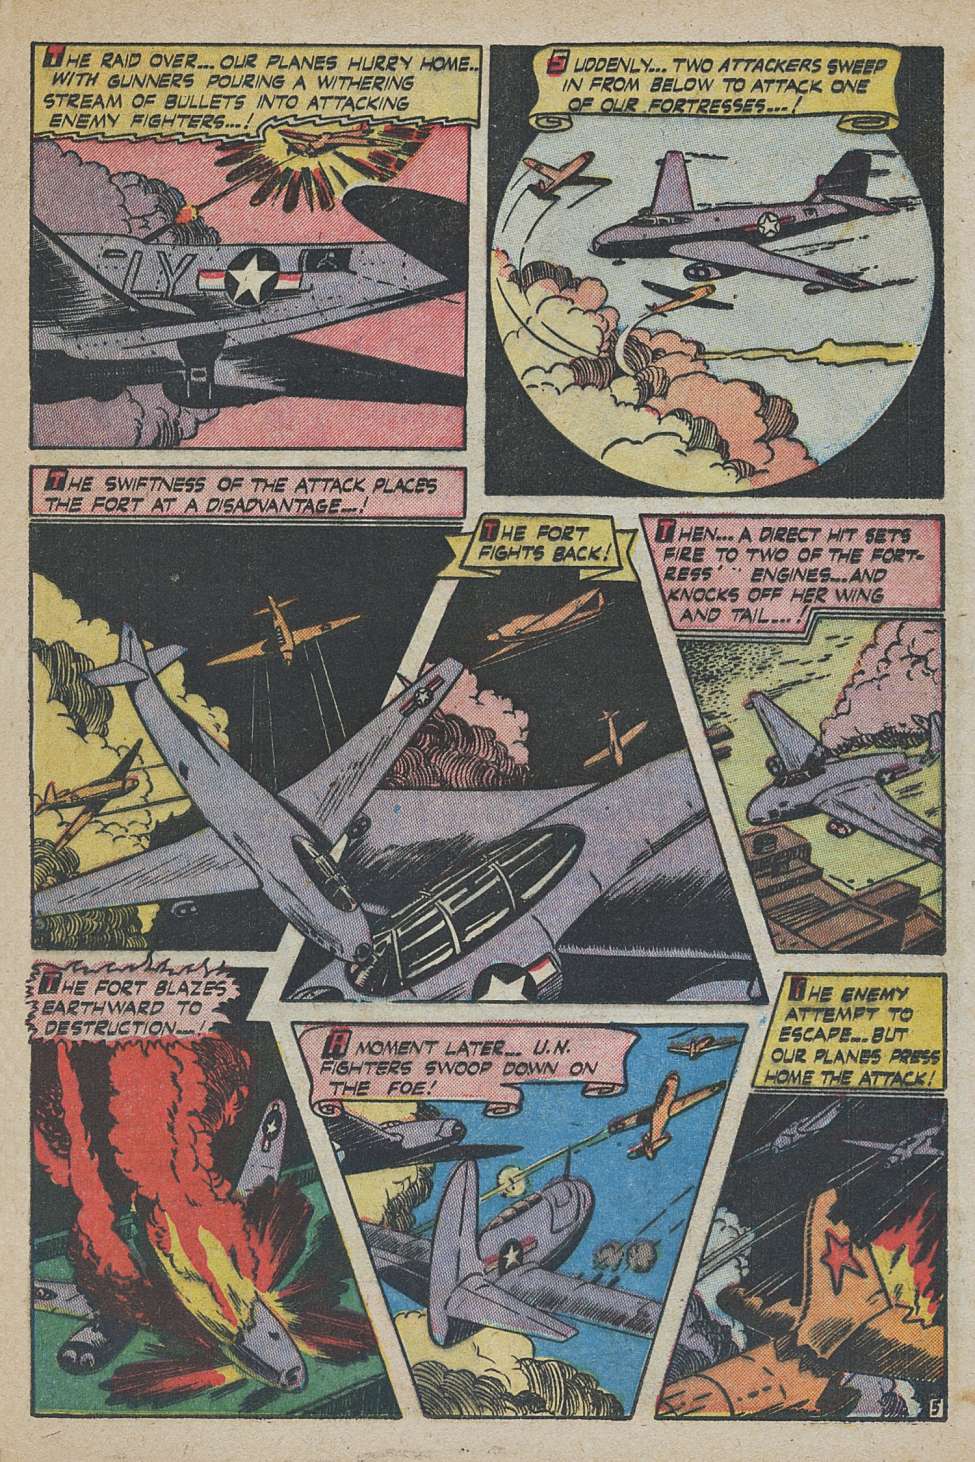 THE RAID OVER... OUR PLANES HURRY HOME..
WITH GUNNERS POURING A WITHERING
STREAM OF BULLETS INTO ATTACKING
ENEMY FIGHTERS...!
LY
SUDDENLY... TWO ATTACKERS SWEEP
IN FROM BELOW TO ATTACK ONE
OF OUR FORTRESSES...!
THE SWIFTNESS OF THE ATTACK PLACES
THE FORT AT A DISADVANTAGE...!
THE FORT
FIGHTS BACK!
THEN... A DIRECT HIT SETS
FIRE TO TWO OF THE FORT-
RESS''' ENGINES...AND
KNOCKS OFF HER WING
AND TAIL...!
THE FORT BLAZES
EARTHWARD TO
DESTRUCTION...!
A MOMENT LATER... U.N.
FIGHTERS SWOOP DOWN ON
THE FOE!
THE ENEMY
ATTEMPT TO
ESCAPE...BUT
OUR PLANES PRESS
HOME THE ATTACK!
5